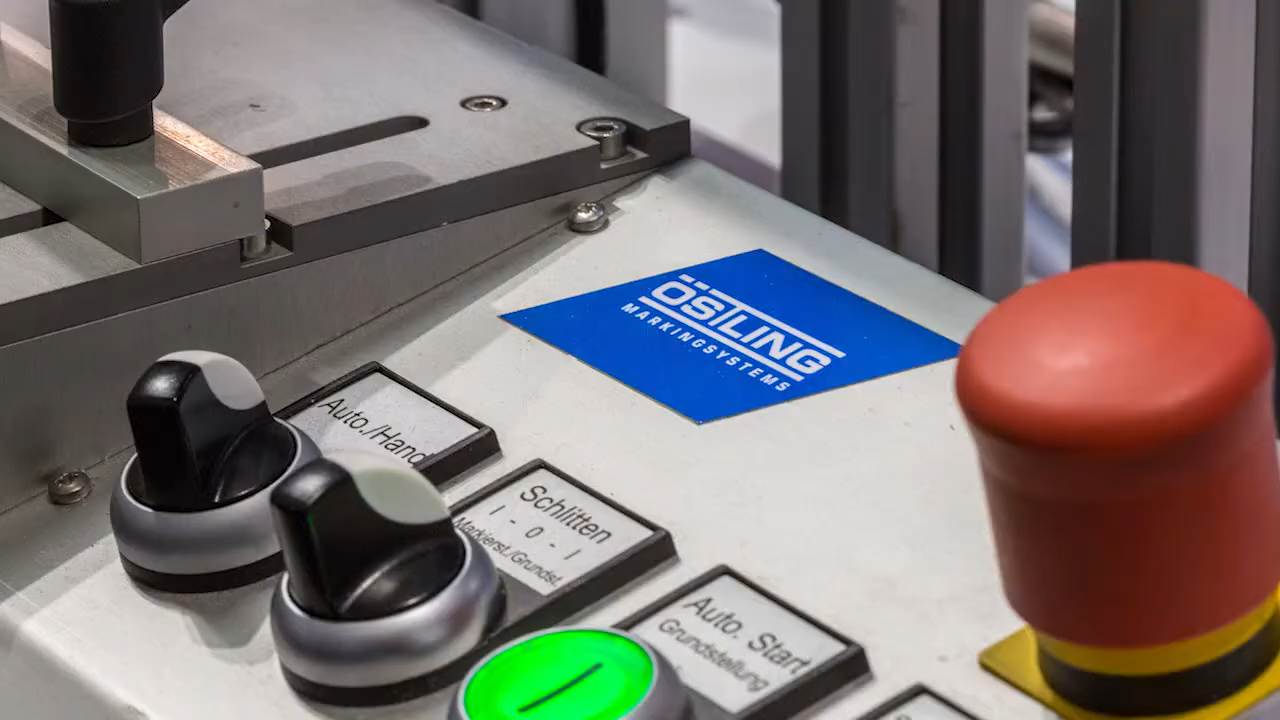 ÖSTLING
MARKINGSYSTEMS
Auto./Hand
Schlitten
I - 0 - I
Markierst./Grundst.
Auto. Start
Grundstellung
I